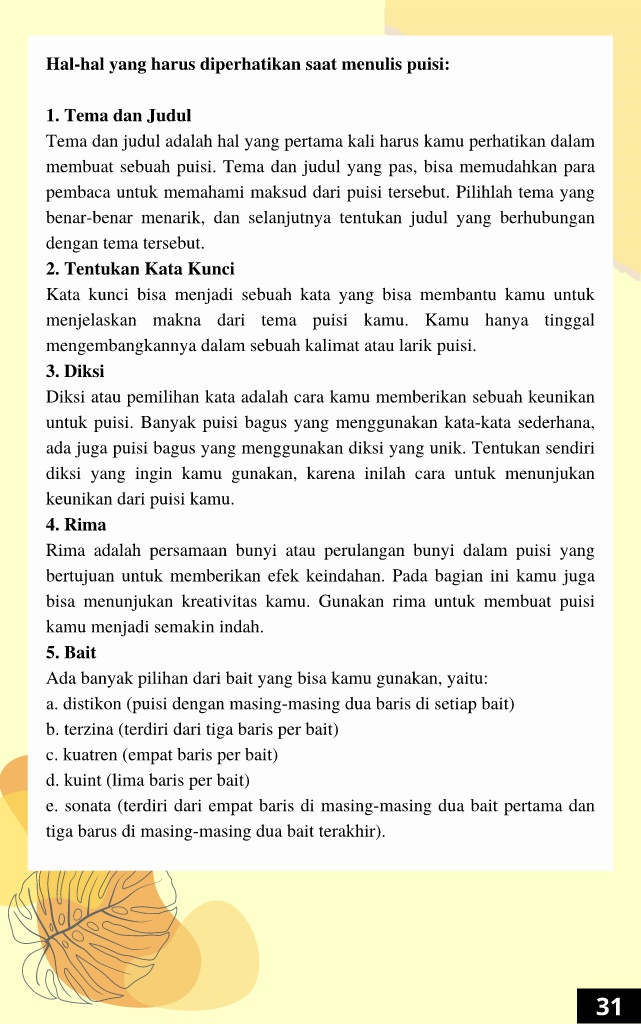 Hal-hal yang harus diperhatikan saat menulis puisi:
1. Tema dan Judul
Tema dan judul adalah hal yang pertama kali harus kamu perhatikan dalam
membuat sebuah puisi. Tema dan judul yang pas, bisa memudahkan para
pembaca untuk memahami maksud dari puisi tersebut. Pilihlah tema yang
benar-benar menarik, dan selanjutnya tentukan judul yang berhubungan
dengan tema tersebut.
2. Tentukan Kata Kunci
Kata kunci bisa menjadi sebuah kata yang bisa membantu kamu untuk
menjelaskan makna dari tema puisi kamu. Kamu hanya tinggal
mengembangkannya dalam sebuah kalimat atau larik puisi.
3. Diksi
Diksi atau pemilihan kata adalah cara kamu memberikan sebuah keunikan
untuk puisi. Banyak puisi bagus yang menggunakan kata-kata sederhana,
ada juga puisi bagus yang menggunakan diksi yang unik. Tentukan sendiri
diksi yang ingin kamu gunakan, karena inilah cara untuk menunjukan
keunikan dari puisi kamu.
4. Rima
Rima adalah persamaan bunyi atau perulangan bunyi dalam puisi yang
bertujuan untuk memberikan efek keindahan. Pada bagian ini kamu juga
bisa menunjukan kreativitas kamu. Gunakan rima untuk membuat puisi
kamu menjadi semakin indah.
5. Bait
Ada banyak pilihan dari bait yang bisa kamu gunakan, yaitu:
a. distikon (puisi dengan masing-masing dua baris di setiap bait)
b. terzina (terdiri dari tiga baris per bait)
c. kuatren (empat baris per bait)
d. kuint (lima baris per bait)
e. sonata (terdiri dari empat baris di masing-masing dua bait pertama dan
tiga barus di masing-masing dua bait terakhir).
31